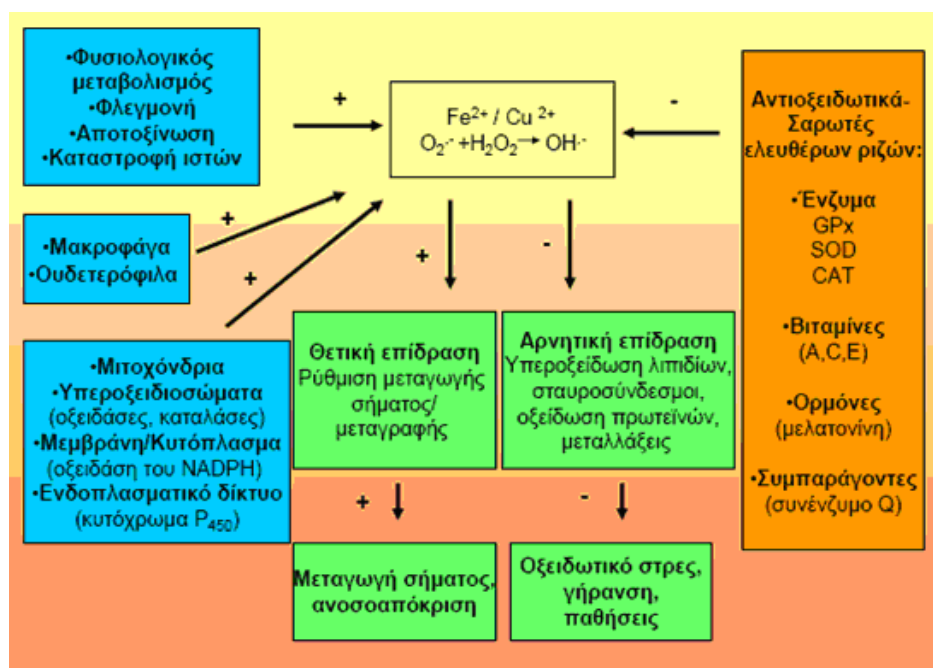 •Φυσιολογικός
μεταβολισμός
•Φλεγμονή
•Αποτοξίνωση
•Καταστροφή ιστών
+
Fe²⁺ / Cu ²⁺
O₂·⁻ +H₂O₂→ OH·⁻
-
Αντιοξειδωτικά-
Σαρωτές
ελευθέρων ριζών:
•Ένζυμα
GPx
SOD
CAT
•Βιταμίνες
(A,C,E)
•Ορμόνες
(μελατονίνη)
•Συμπαράγοντες
(συνένζυμο Q)
•Μακροφάγα
•Ουδετερόφιλα
+
+
+
-
•Μιτοχόνδρια
•Υπεροξειδιοσώματα
(οξειδάσες, καταλάσες)
•Μεμβράνη/Κυτόπλασμα
(οξειδάση του NADPH)
•Ενδοπλασματικό δίκτυο
(κυτόχρωμα P₄₅₀)
Θετική επίδραση
Ρύθμιση μεταγωγής
σήματος/
μεταγραφής
Αρνητική επίδραση
Υπεροξείδωση λιπιδίων,
σταυροσύνδεσμοι,
οξείδωση πρωτεϊνών,
μεταλλάξεις
+
-
Μεταγωγή σήματος,
ανοσοαπόκριση
Οξειδωτικό στρες,
γήρανση,
παθήσεις